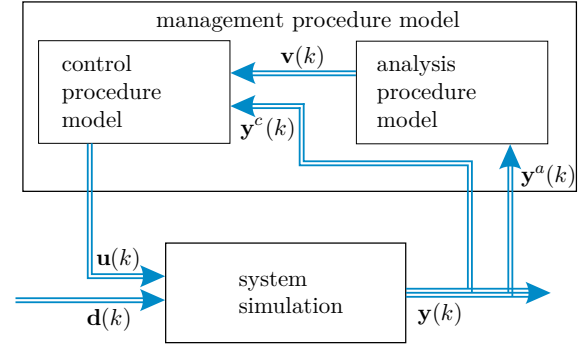 management procedure model
control
procedure
model
v(k)
analysis
procedure
model
y^c(k)
y^a(k)
u(k)
system
simulation
d(k)
y(k)